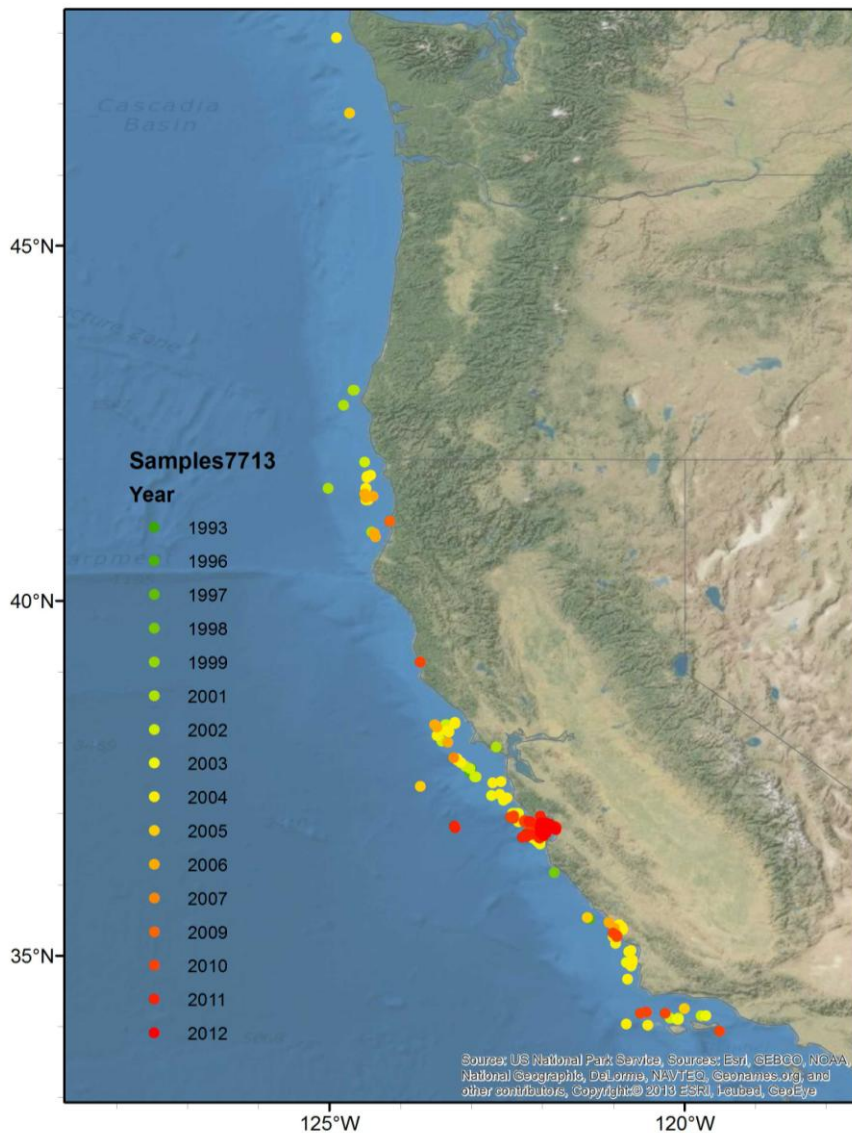 Cascadia
Basin
45°N
Samples7713
Year
1993
1996
1997
1998
1999
2001
2002
2003
2004
2005
2006
2007
2009
2010
2011
2012
40°N
35°N
Source: US National Park Service, Sources: Esri, GEBCO, NOAA,
National Geographic, DeLorme, NAVTEQ, Geonames.org, and
other contributors, Copyright:© 2013 ESRI, i-cubed, GeoEye
125°W
120°W